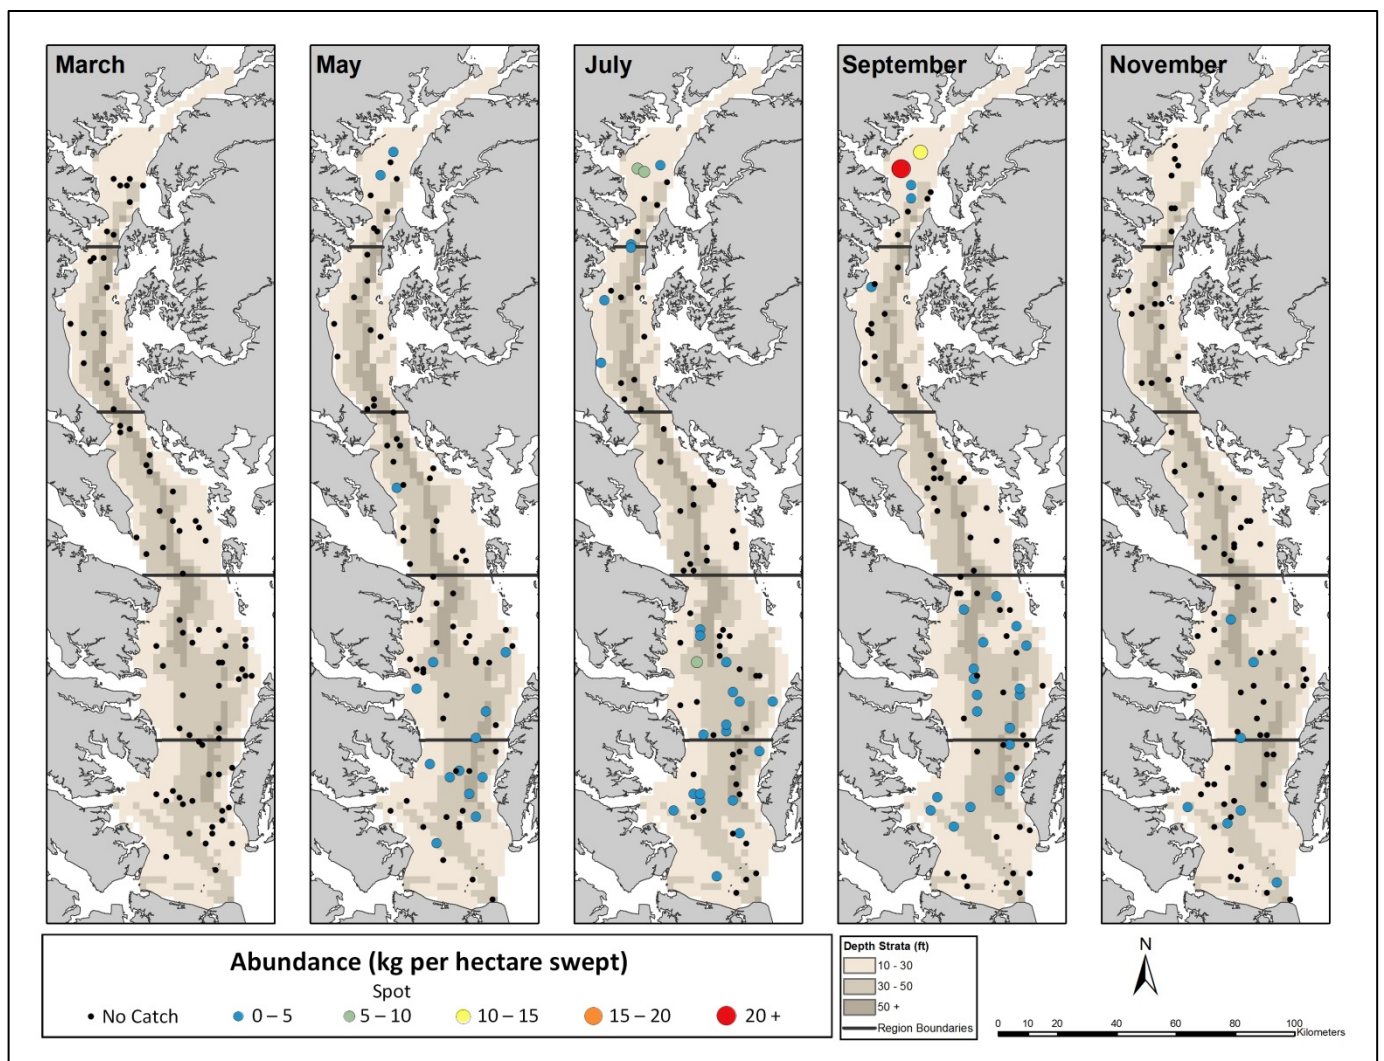 March
May
July
September
November
Abundance (kg per hectare swept)
Spot
No Catch
0 – 5
5 – 10
10 – 15
15 – 20
20 +
Depth Strata (ft)
10 - 30
30 - 50
50 +
Region Boundaries
N
0 10 20 40 60 80 100
Kilometers